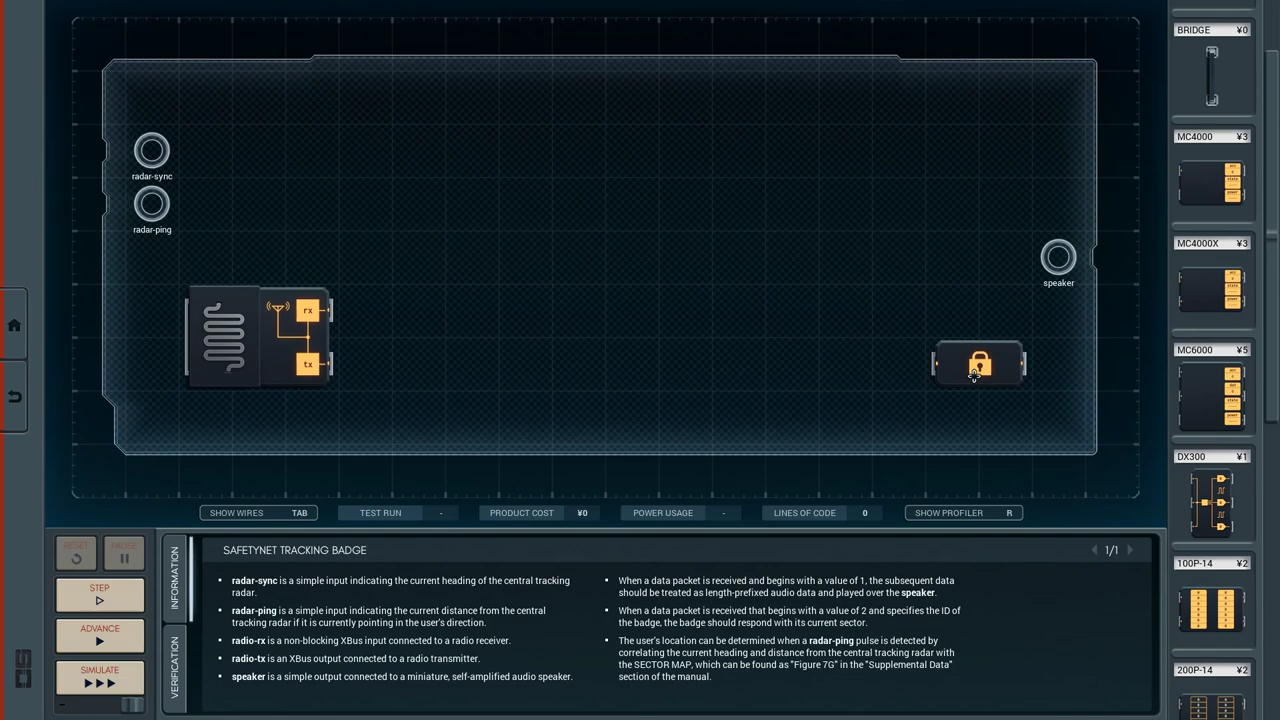 BRIDGE ¥0
MC4000 ¥3
radar-sync
radar-ping
MC4000X ¥3
speaker
rx
tx
MC6000 ¥5
DX300 ¥1
SHOW WIRES TAB
TEST RUN -
PRODUCT COST ¥0
POWER USAGE -
LINES OF CODE 0
SHOW PROFILER R
100P-14 ¥2
200P-14 ¥2
RESET
PAUSE
STEP
ADVANCE
SIMULATE
INFORMATION
VERIFICATION
SAFETYNET TRACKING BADGE
1/1
▪ radar-sync is a simple input indicating the current heading of the central tracking
radar.
▪ radar-ping is a simple input indicating the current distance from the central
tracking radar if it is currently pointing in the user's direction.
▪ radio-rx is a non-blocking XBus input connected to a radio receiver.
▪ radio-tx is an XBus output connected to a radio transmitter.
▪ speaker is a simple output connected to a miniature, self-amplified audio speaker.
▪ When a data packet is received and begins with a value of 1, the subsequent data
should be treated as length-prefixed audio data and played over the speaker.
▪ When a data packet is received that begins with a value of 2 and specifies the ID of
the badge, the badge should respond with its current sector.
▪ The user's location can be determined when a radar-ping pulse is detected by
correlating the current heading and distance from the central tracking radar with
the SECTOR MAP, which can be found as "Figure 7G" in the "Supplemental Data"
section of the manual.